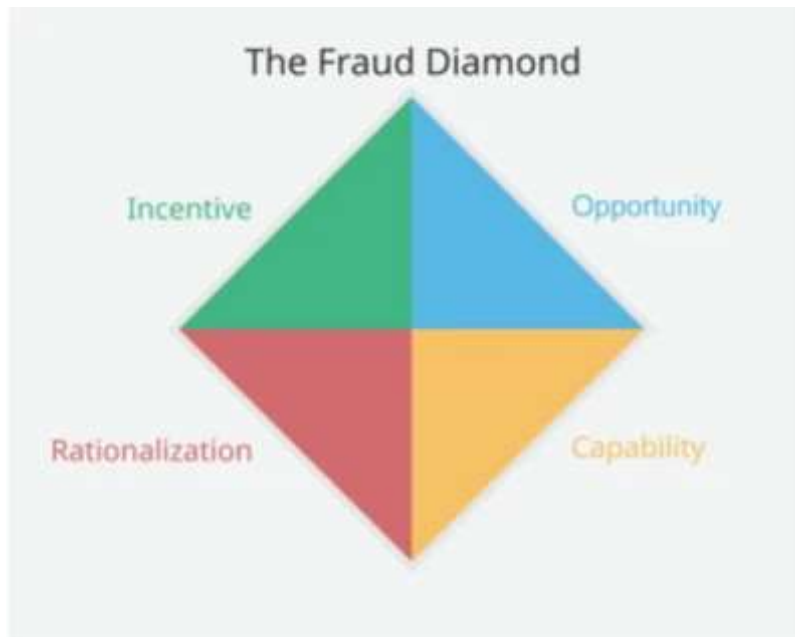 The Fraud Diamond
Incentive
Opportunity
Rationalization
Capability